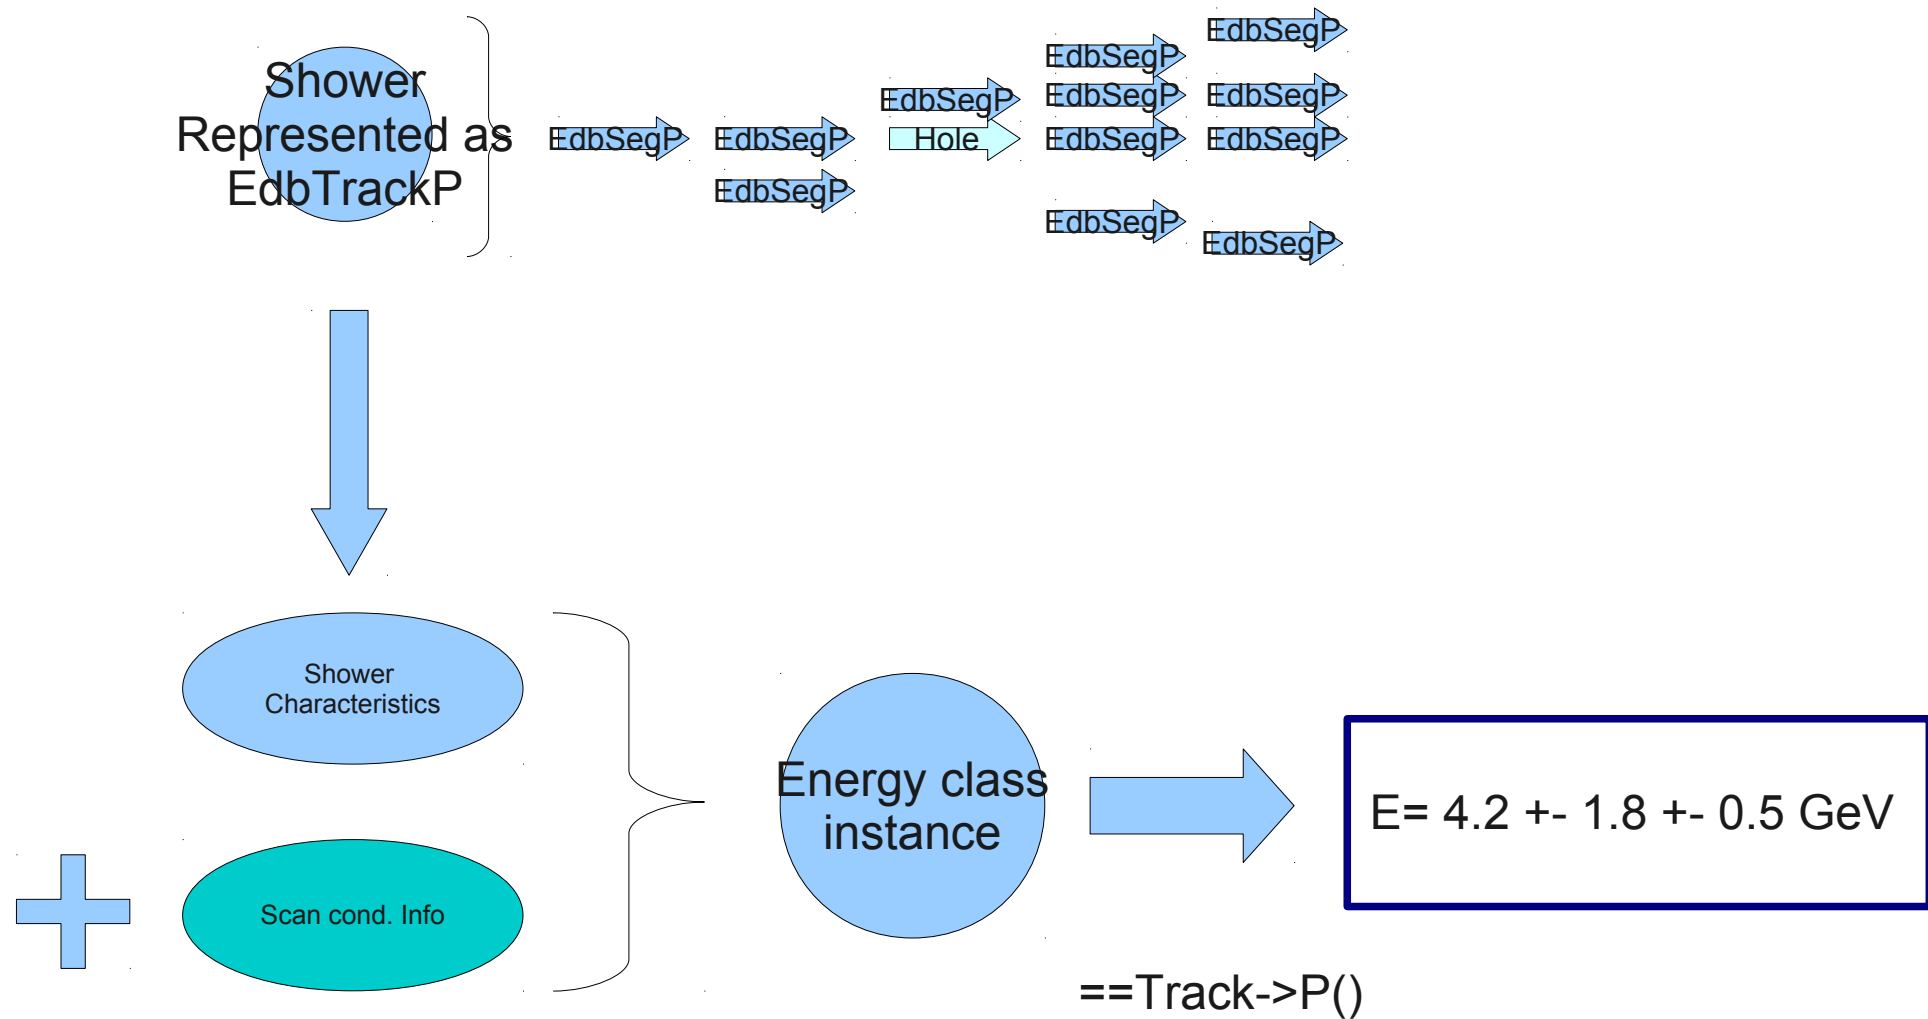 Shower
Represented as
EdbTrackP
EdbSegP
EdbSegP
EdbSegP
EdbSegP
Hole
EdbSegP
EdbSegP
EdbSegP
EdbSegP
EdbSegP
EdbSegP
EdbSegP
EdbSegP
Shower
Characteristics
Scan cond. Info
Energy class
instance
E= 4.2 +- 1.8 +- 0.5 GeV
==Track->P()